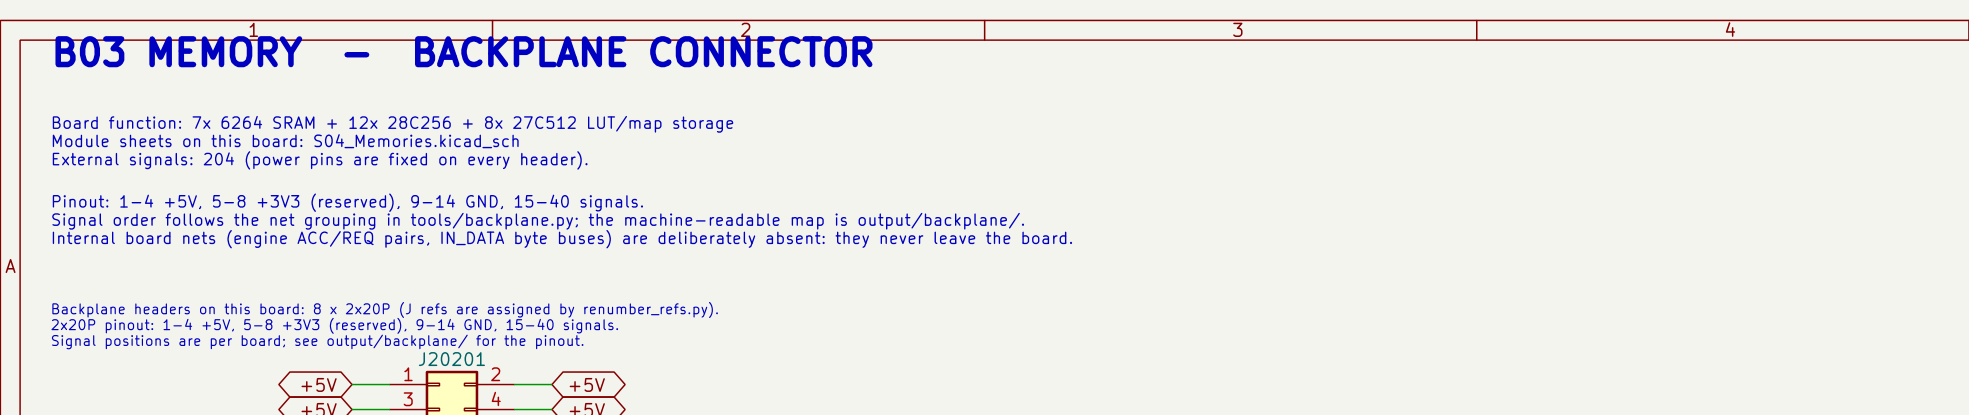 1 2 3 4
B03 MEMORY – BACKPLANE CONNECTOR
Board function: 7x 6264 SRAM + 12x 28C256 + 8x 27C512 LUT/map storage
Module sheets on this board: S04_Memories.kicad_sch
External signals: 204 (power pins are fixed on every header).
Pinout: 1–4 +5V, 5–8 +3V3 (reserved), 9–14 GND, 15–40 signals.
Signal order follows the net grouping in tools/backplane.py; the machine–readable map is output/backplane/.
Internal board nets (engine ACC/REQ pairs, IN_DATA byte buses) are deliberately absent: they never leave the board.
A
Backplane headers on this board: 8 x 2x20P (J refs are assigned by renumber_refs.py).
2x20P pinout: 1–4 +5V, 5–8 +3V3 (reserved), 9–14 GND, 15–40 signals.
Signal positions are per board; see output/backplane/ for the pinout.
J20201
+5V 1 2 +5V
+5V 3 4 +5V